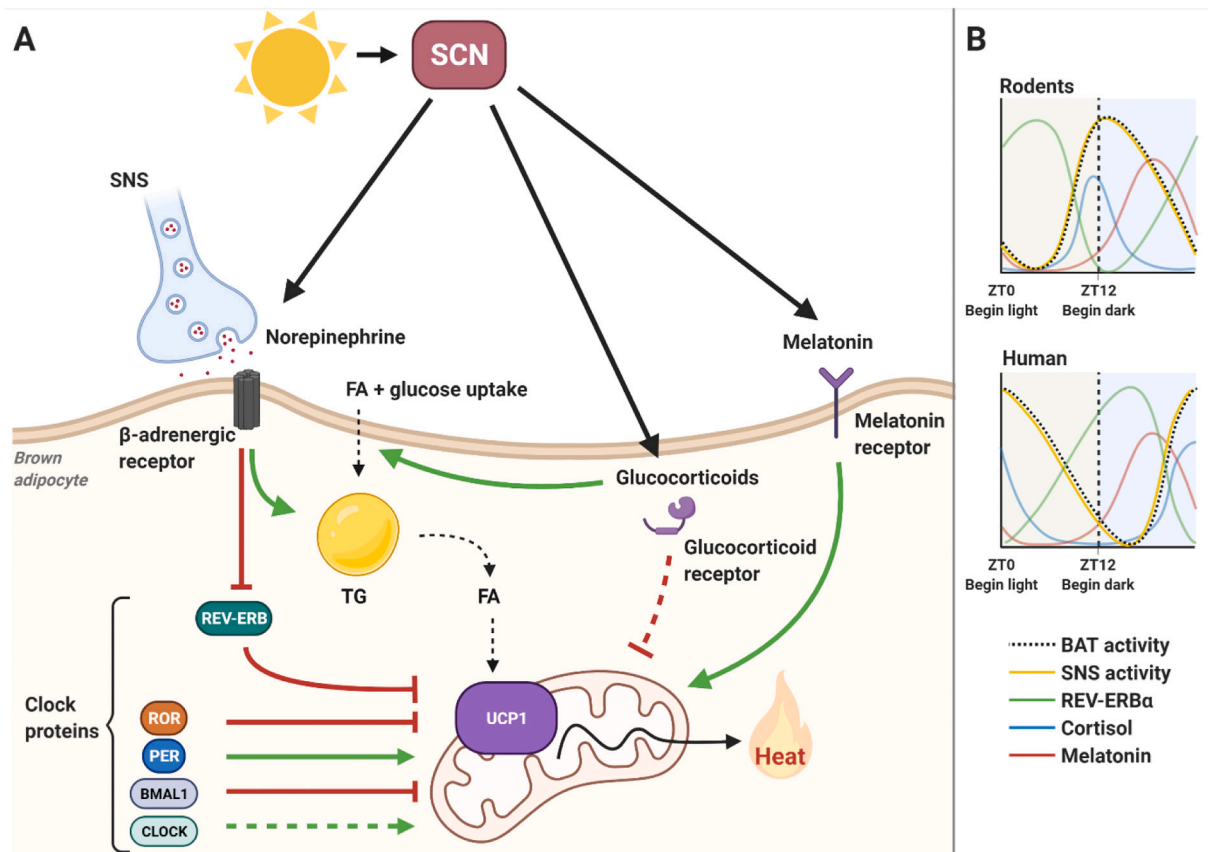 A
SCN
SNS
Norepinephrine
Melatonin
FA + glucose uptake
β-adrenergic
receptor
Melatonin
receptor
Brown
adipocyte
Glucocorticoids
Glucocorticoid
receptor
TG
FA
REV-ERB
Clock
proteins
ROR
PER
BMAL1
CLOCK
UCP1
Heat
B
Rodents
ZT0
Begin light
ZT12
Begin dark
Human
ZT0
Begin light
ZT12
Begin dark
BAT activity
SNS activity
REV-ERBα
Cortisol
Melatonin